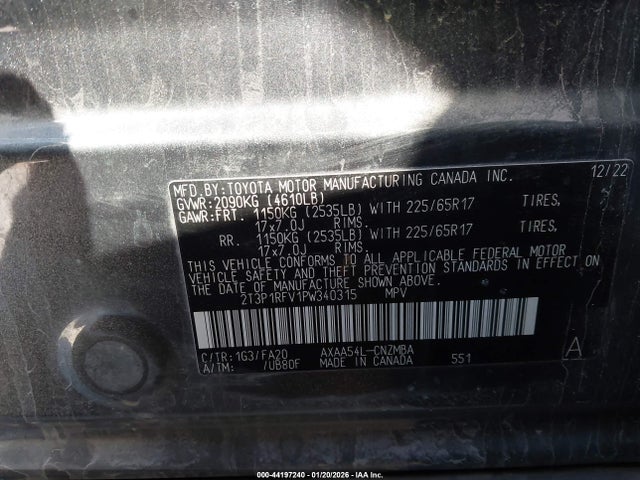 MFD.BY:TOYOTA MOTOR MANUFACTURING CANADA INC. 12/22
GVWR:2090KG (4610LB)
GAWR:FRT. 1150KG (2535LB) WITH 225/65R17 TIRES,
17x7.0J RIMS.
RR. 1150KG (2535LB) WITH 225/65R17 TIRES,
17x7.0J RIMS.
THIS VEHICLE CONFORMS TO ALL APPLICABLE FEDERAL MOTOR
VEHICLE SAFETY AND THEFT PREVENTION STANDARDS IN EFFECT
ON THE DATE OF MANUFACTURE SHOWN ABOVE.
2T3P1RFV1PW340315 MPV
C/TR:1G3/FA20 AXAA54L-CNZMBA A
A/TM: /UB80F MADE IN CANADA 551
000-44197240 - 01/20/2026 - IAA Inc.